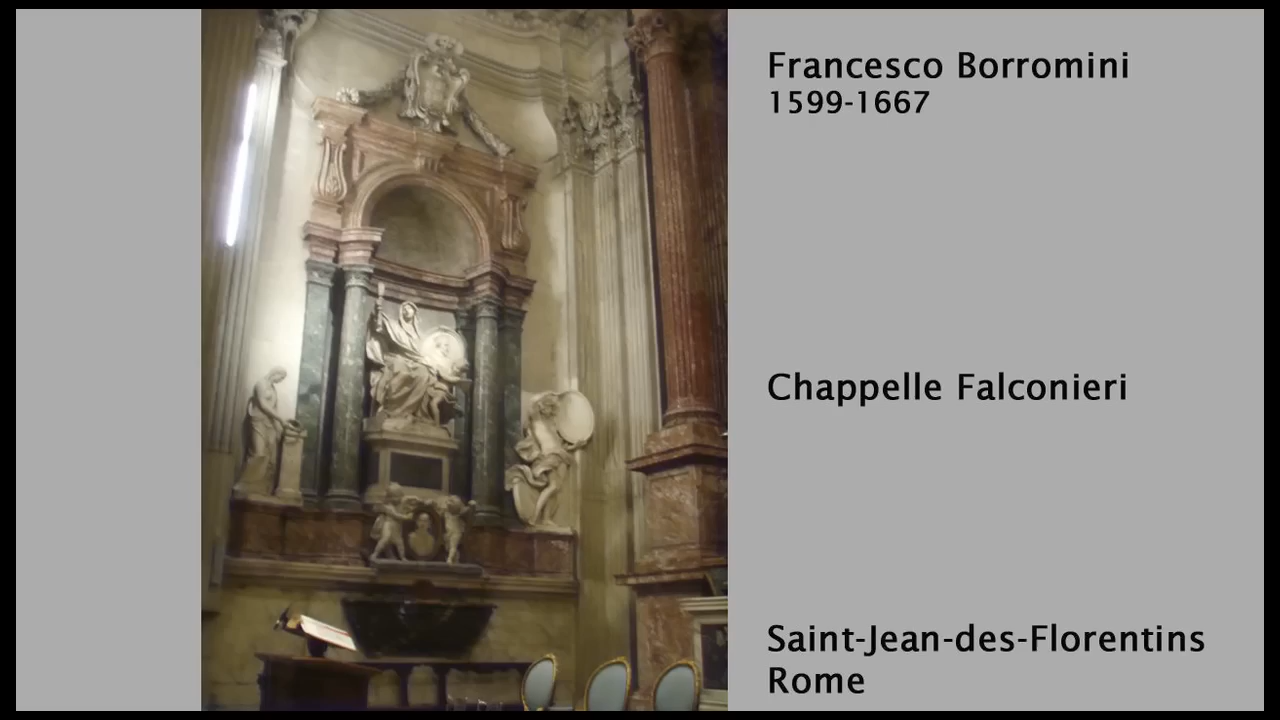 Francesco Borromini
1599-1667
Chappelle Falconieri
Saint-Jean-des-Florentins
Rome